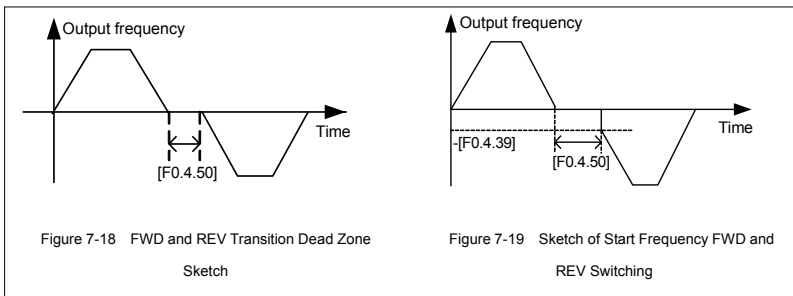 Output frequency
Time
[F0.4.50]
Figure 7-18 FWD and REV Transition Dead Zone
Sketch
Output frequency
Time
-[F0.4.39]
[F0.4.50]
Figure 7-19 Sketch of Start Frequency FWD and
REV Switching